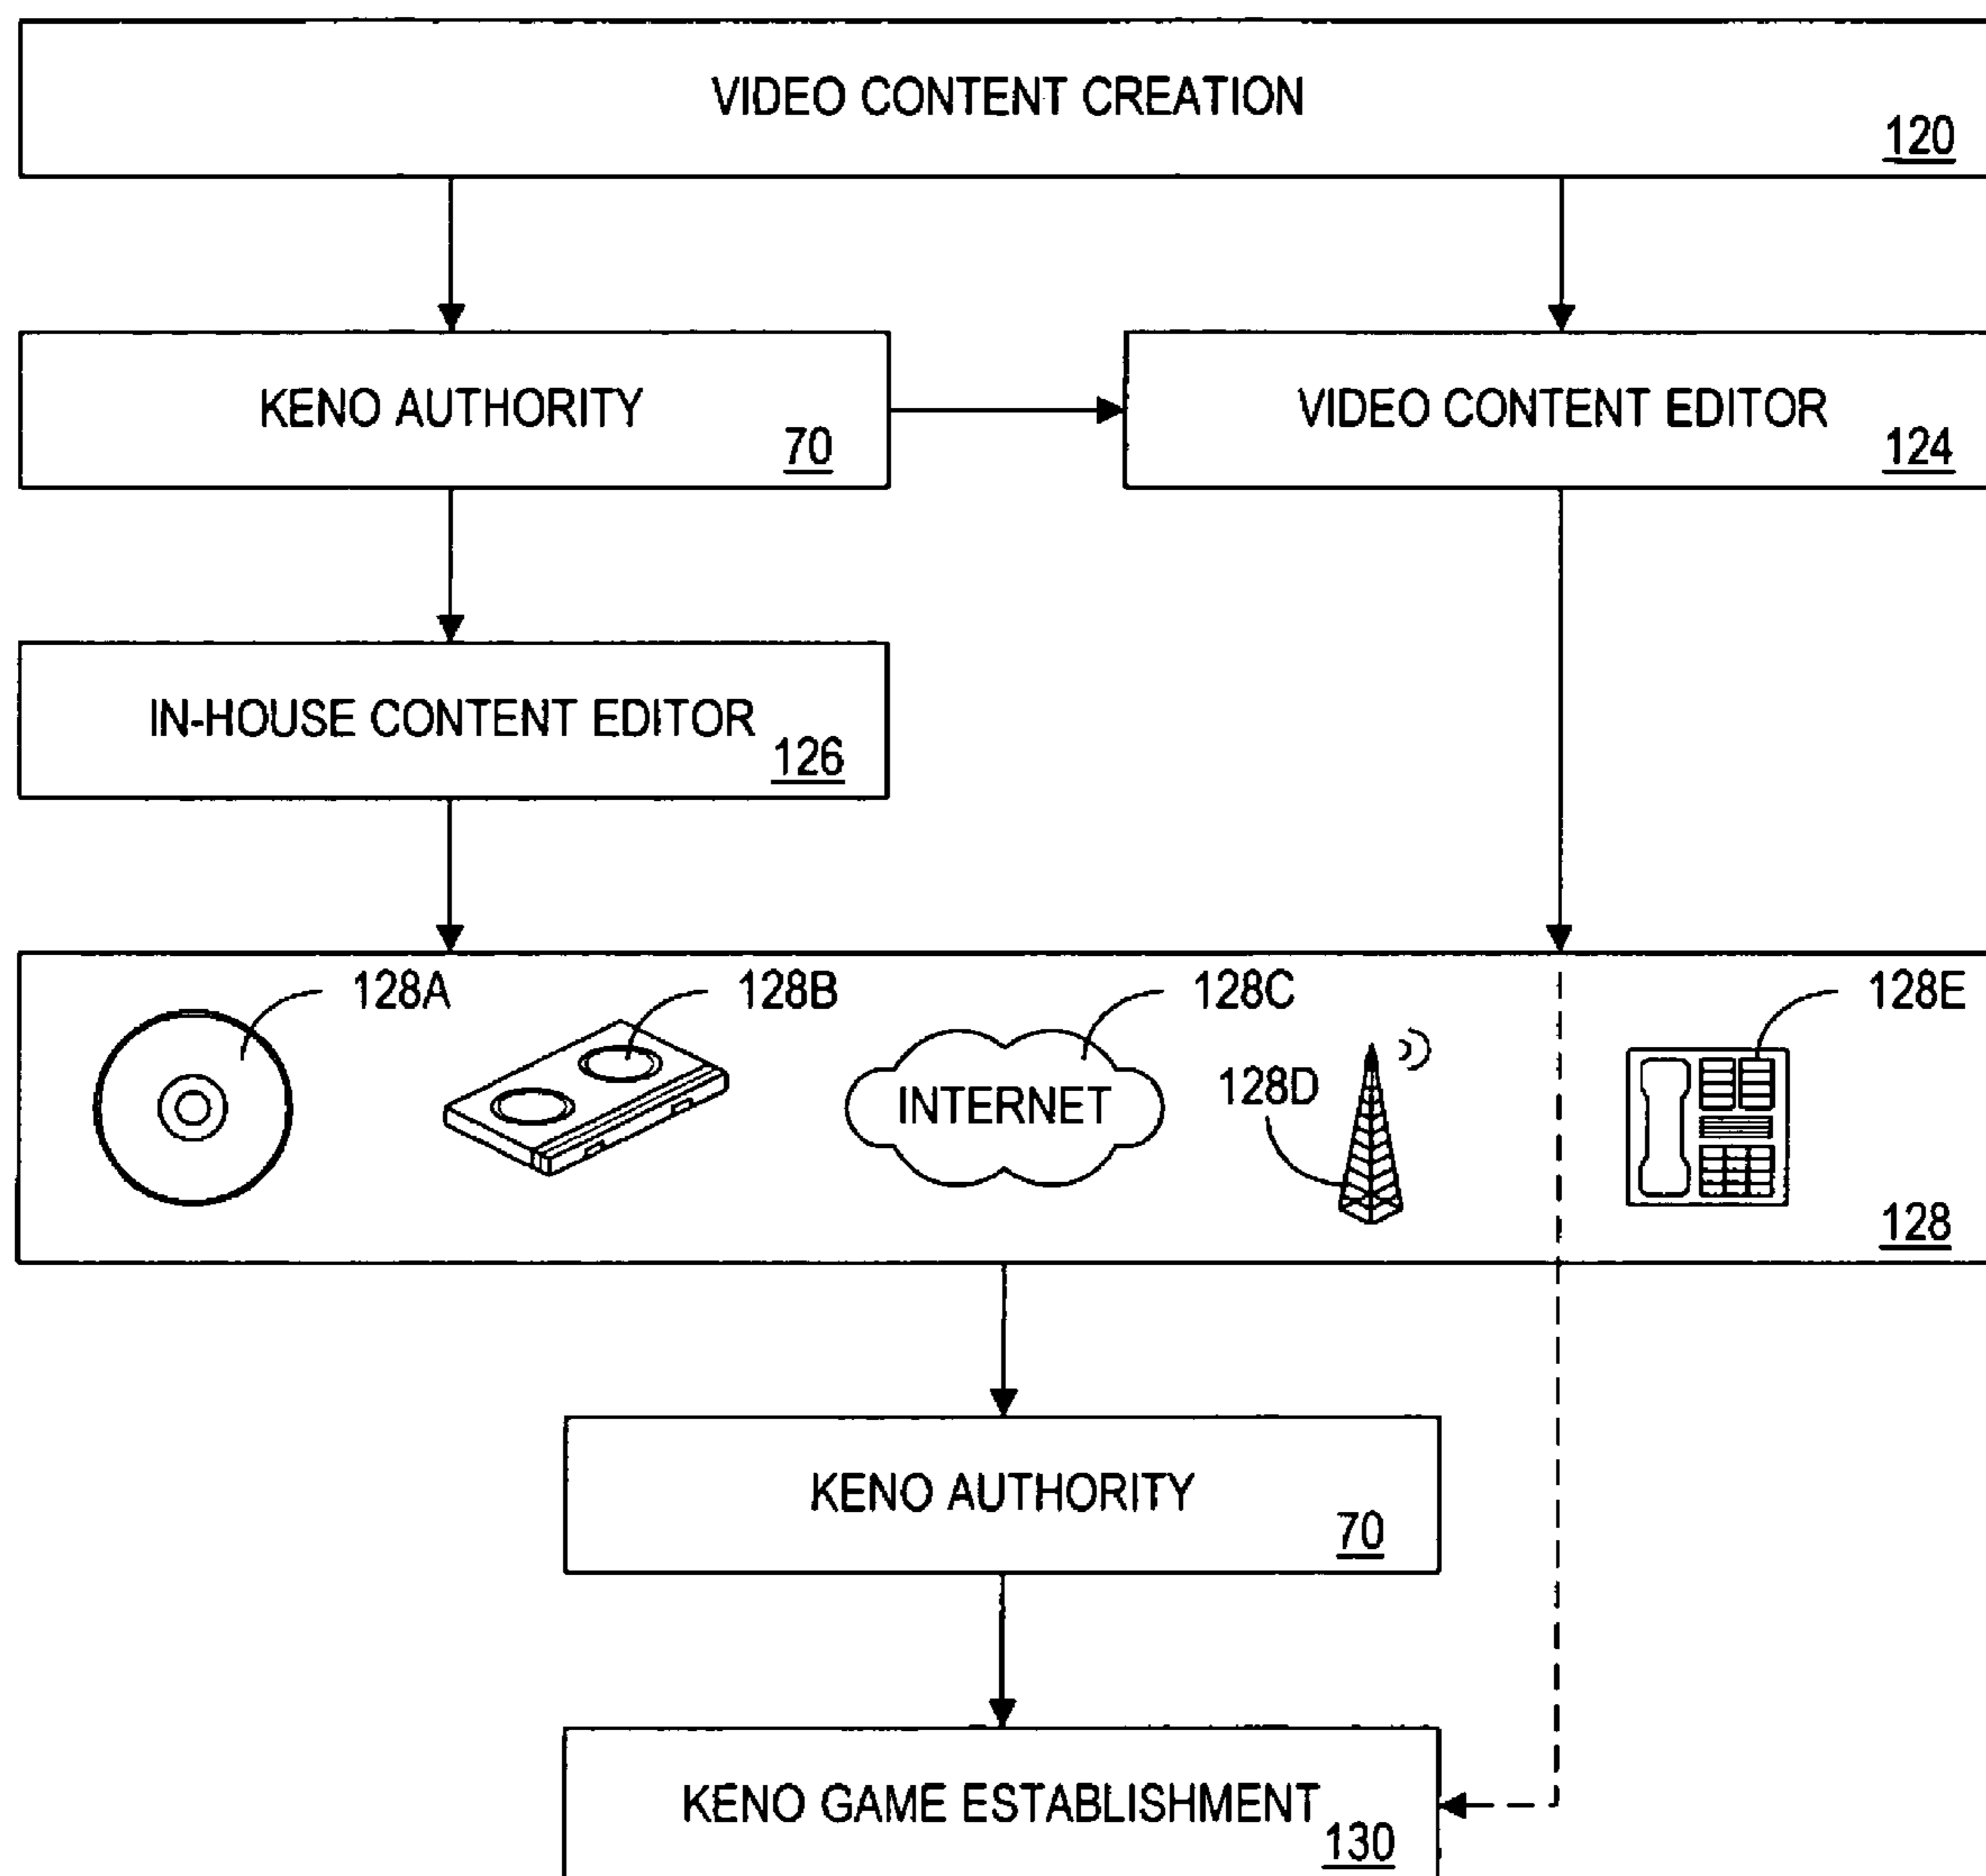 VIDEO CONTENT CREATION
120
KENO AUTHORITY
70
VIDEO CONTENT EDITOR
124
IN-HOUSE CONTENT EDITOR
126
128A
128B
128C
128E
INTERNET
128D
128
KENO AUTHORITY
70
KENO GAME ESTABLISHMENT
130